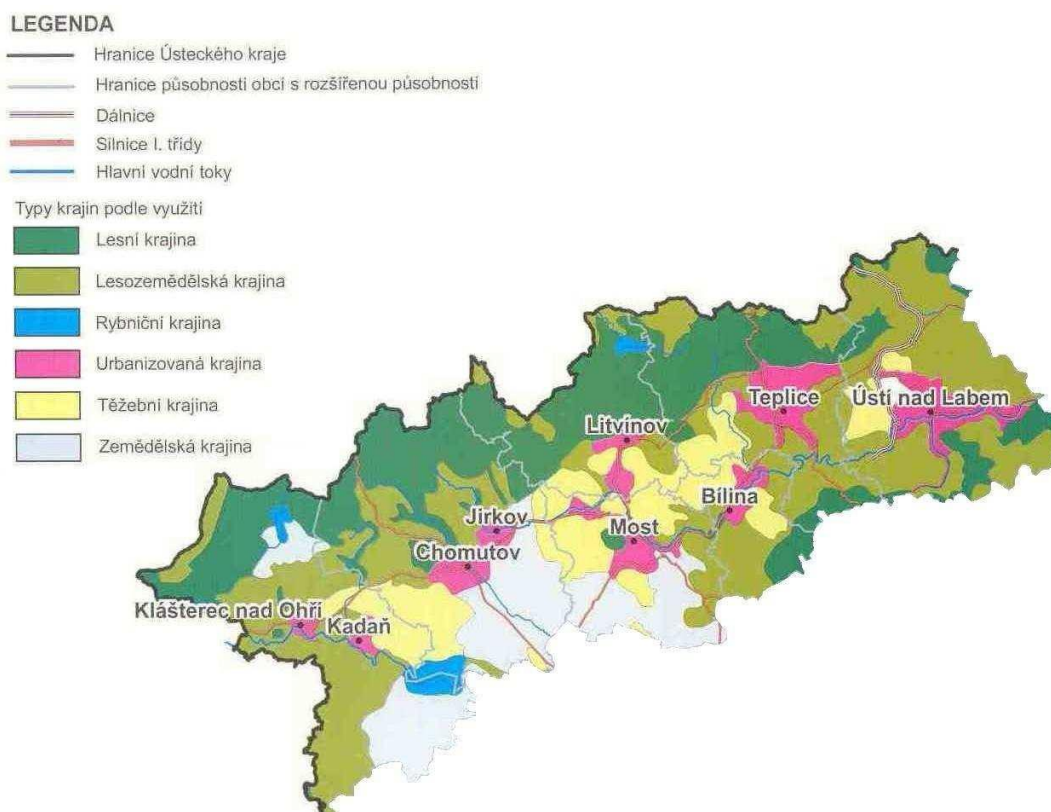 LEGENDA
Hranice Ústeckého kraje
Hranice působnosti obcí s rozšířenou působností
Dálnice
Silnice I. třídy
Hlavní vodní toky
Typy krajin podle využití
Lesní krajina
Lesozemědělská krajina
Rybniční krajina
Urbanizovaná krajina
Těžební krajina
Zemědělská krajina
Teplice
Ústí nad Labem
Litvínov
Bílina
Jirkov
Most
Chomutov
Klášterec nad Ohří
Kadaň